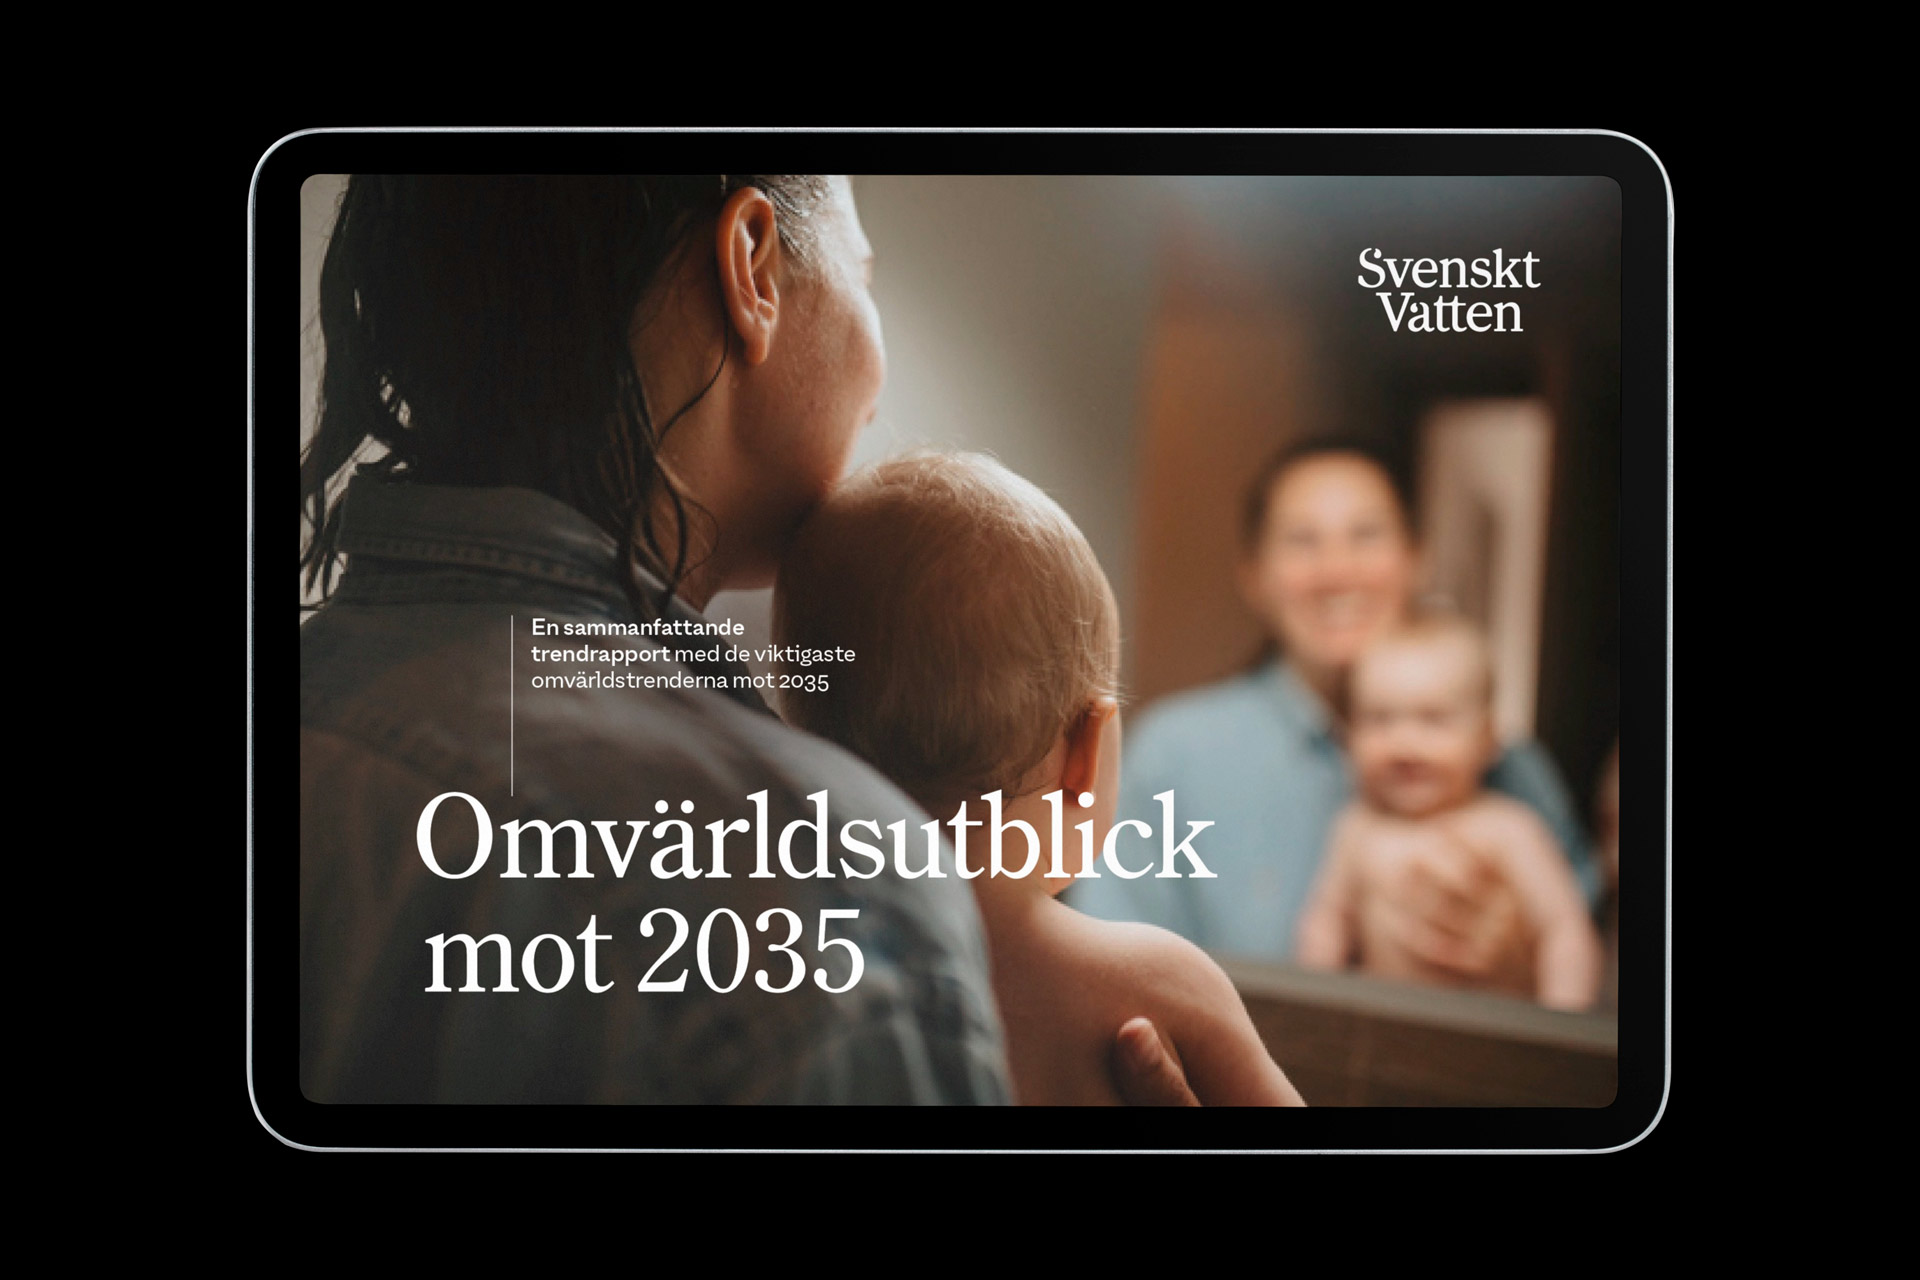 Svenskt
Vatten
En sammanfattande
trendrapport med de viktigaste
omvärldstrenderna mot 2035
Omvärldsutblick
mot 2035